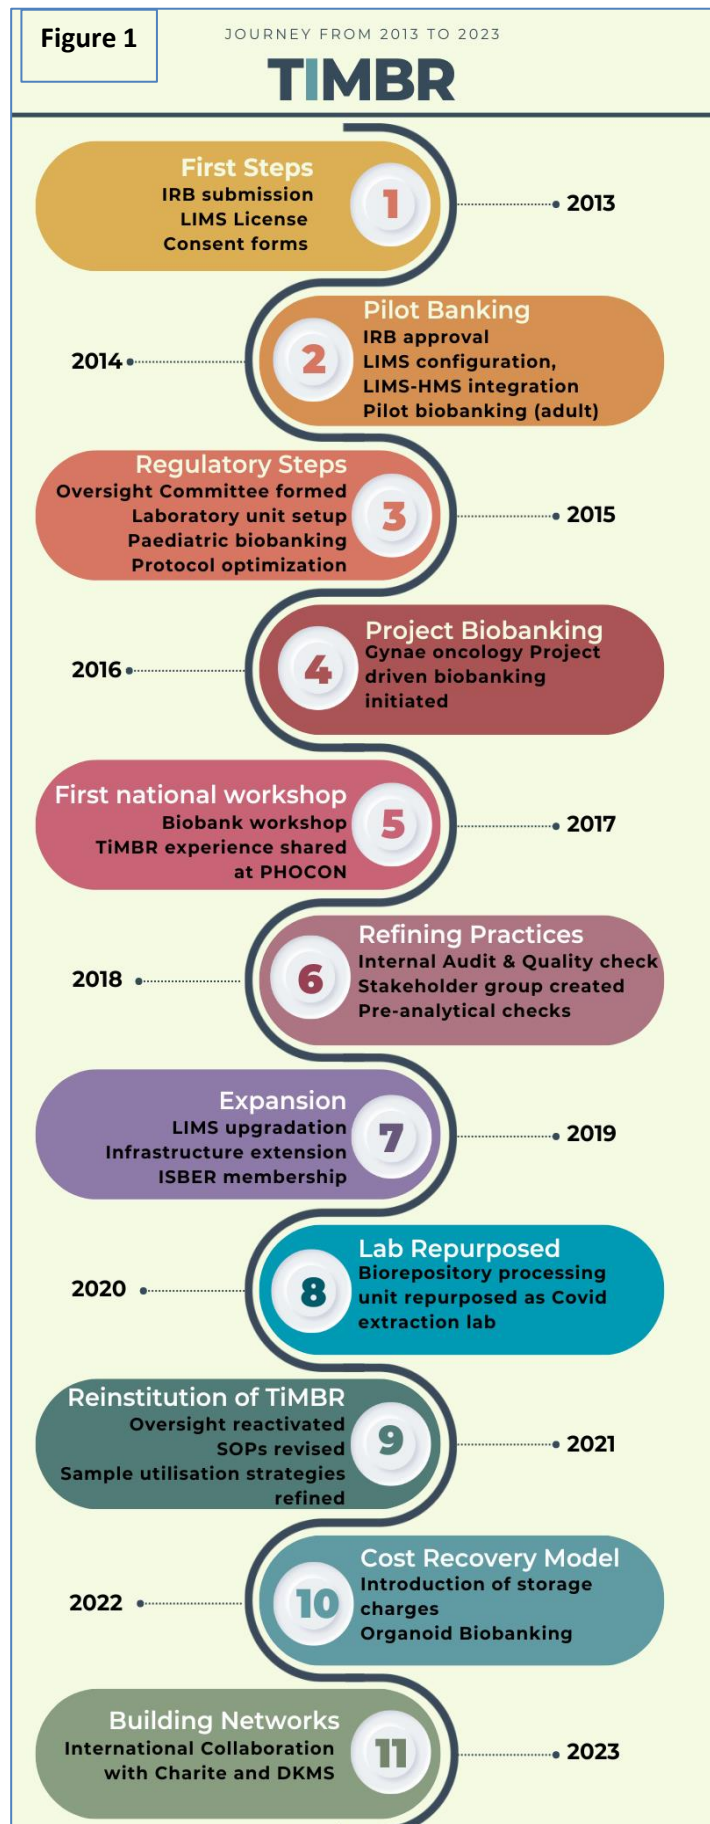 Figure 1
JOURNEY FROM 2013 TO 2023
TIMBR
First Steps
IRB submission
LIMS License
Consent forms
1
2013
Pilot Banking
IRB approval
LIMS configuration,
LIMS-HMS integration
Pilot biobanking (adult)
2
2014
Regulatory Steps
Oversight Committee formed
Laboratory unit setup
Paediatric biobanking
Protocol optimization
3
2015
Project Biobanking
Gynae oncology Project
driven biobanking
initiated
4
2016
First national workshop
Biobank workshop
TiMBR experience shared
at PHOCON
5
2017
Refining Practices
Internal Audit & Quality check
Stakeholder group created
Pre-analytical checks
6
2018
Expansion
LIMS upgradation
Infrastructure extension
ISBER membership
7
2019
Lab Repurposed
Biorepository processing
unit repurposed as Covid
extraction lab
8
2020
Reinstitution of TiMBR
Oversight reactivated
SOPs revised
Sample utilisation strategies
refined
9
2021
Cost Recovery Model
Introduction of storage
charges
Organoid Biobanking
10
2022
Building Networks
International Collaboration
with Charite and DKMS
11
2023